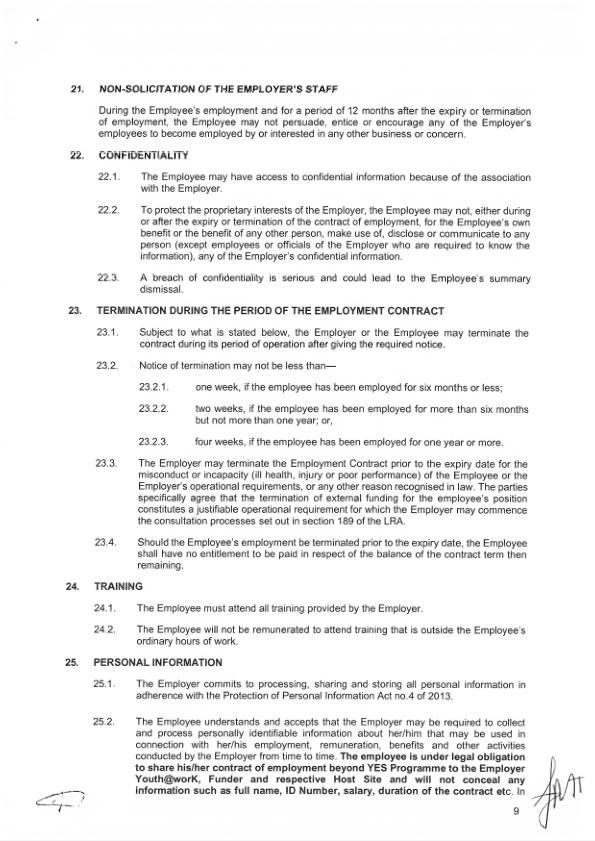 21. NON-SOLICITATION OF THE EMPLOYER'S STAFF
During the Employee's employment and for a period of 12 months after the expiry or termination
of employment, the Employee may not persuade, entice or encourage any of the Employer's
employees to become employed by or interested in any other business or concern.
22. CONFIDENTIALITY
22.1. The Employee may have access to confidential information because of the association
with the Employer.
22.2. To protect the proprietary interests of the Employer, the Employee may not, either during
or after the expiry or termination of the contract of employment, for the Employee's own
benefit or the benefit of any other person, make use of, disclose or communicate to any
person (except employees or officials of the Employer who are required to know the
information), any of the Employer's confidential information.
22.3. A breach of confidentiality is serious and could lead to the Employee's summary
dismissal.
23. TERMINATION DURING THE PERIOD OF THE EMPLOYMENT CONTRACT
23.1. Subject to what is stated below, the Employer or the Employee may terminate the
contract during its period of operation after giving the required notice.
23.2. Notice of termination may not be less than—
23.2.1. one week, if the employee has been employed for six months or less;
23.2.2. two weeks, if the employee has been employed for more than six months
but not more than one year; or,
23.2.3. four weeks, if the employee has been employed for one year or more.
23.3. The Employer may terminate the Employment Contract prior to the expiry date for the
misconduct or incapacity (ill health, injury or poor performance) of the Employee or the
Employer's operational requirements, or any other reason recognised in law. The parties
specifically agree that the termination of external funding for the employee's position
constitutes a justifiable operational requirement for which the Employer may commence
the consultation processes set out in section 189 of the LRA.
23.4. Should the Employee's employment be terminated prior to the expiry date, the Employee
shall have no entitlement to be paid in respect of the balance of the contract term then
remaining.
24. TRAINING
24.1. The Employee must attend all training provided by the Employer.
24.2. The Employee will not be remunerated to attend training that is outside the Employee's
ordinary hours of work.
25. PERSONAL INFORMATION
25.1. The Employer commits to processing, sharing and storing all personal information in
adherence with the Protection of Personal Information Act no.4 of 2013.
25.2. The Employee understands and accepts that the Employer may be required to collect
and process personally identifiable information about her/him that may be used in
connection with her/his employment, remuneration, benefits and other activities
conducted by the Employer from time to time. The employee is under legal obligation
to share his/her contract of employment beyond YES Programme to the Employer
Youth@worK, Funder and respective Host Site and will not conceal any
information such as full name, ID Number, salary, duration of the contract etc. In
9